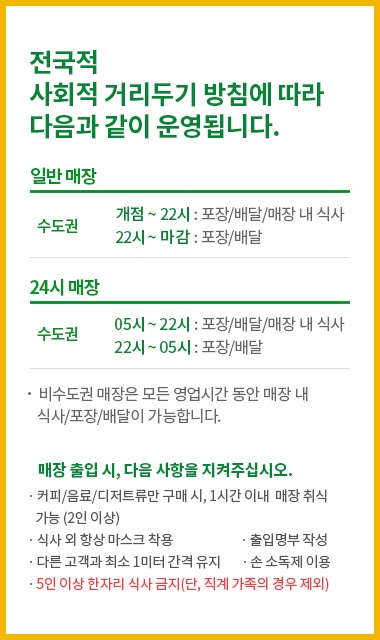 전국적
사회적 거리두기 방침에 따라
다음과 같이 운영됩니다.
일반 매장
수도권
개점 ~ 22시 : 포장/배달/매장 내 식사
22시 ~ 마감 : 포장/배달
24시 매장
수도권
05시 ~ 22시 : 포장/배달/매장 내 식사
22시 ~ 05시 : 포장/배달
· 비수도권 매장은 모든 영업시간 동안 매장 내
식사/포장/배달이 가능합니다.
매장 출입 시, 다음 사항을 지켜주십시오.
· 커피/음료/디저트류만 구매 시, 1시간 이내 매장 취식
가능 (2인 이상)
· 식사 외 항상 마스크 착용 · 출입명부 작성
· 다른 고객과 최소 1미터 간격 유지 · 손 소독제 이용
· 5인 이상 한자리 식사 금지(단, 직계 가족의 경우 제외)